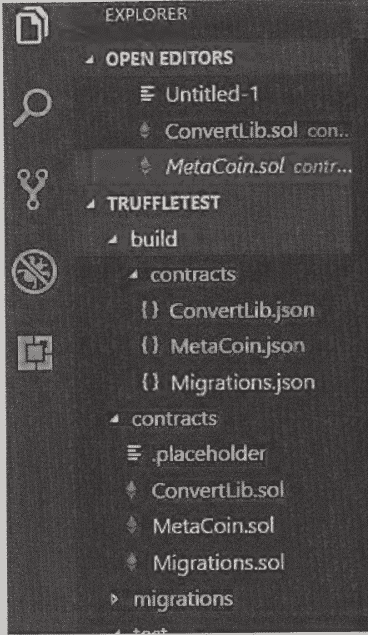 EXPLORER
OPEN EDITORS
Untitled-1
ConvertLib.sol con...
MetaCoin.sol contr...
TRUFFLETEST
build
contracts
{} ConvertLib.json
{} MetaCoin.json
{} Migrations.json
contracts
.placeholder
ConvertLib.sol
MetaCoin.sol
Migrations.sol
migrations
test